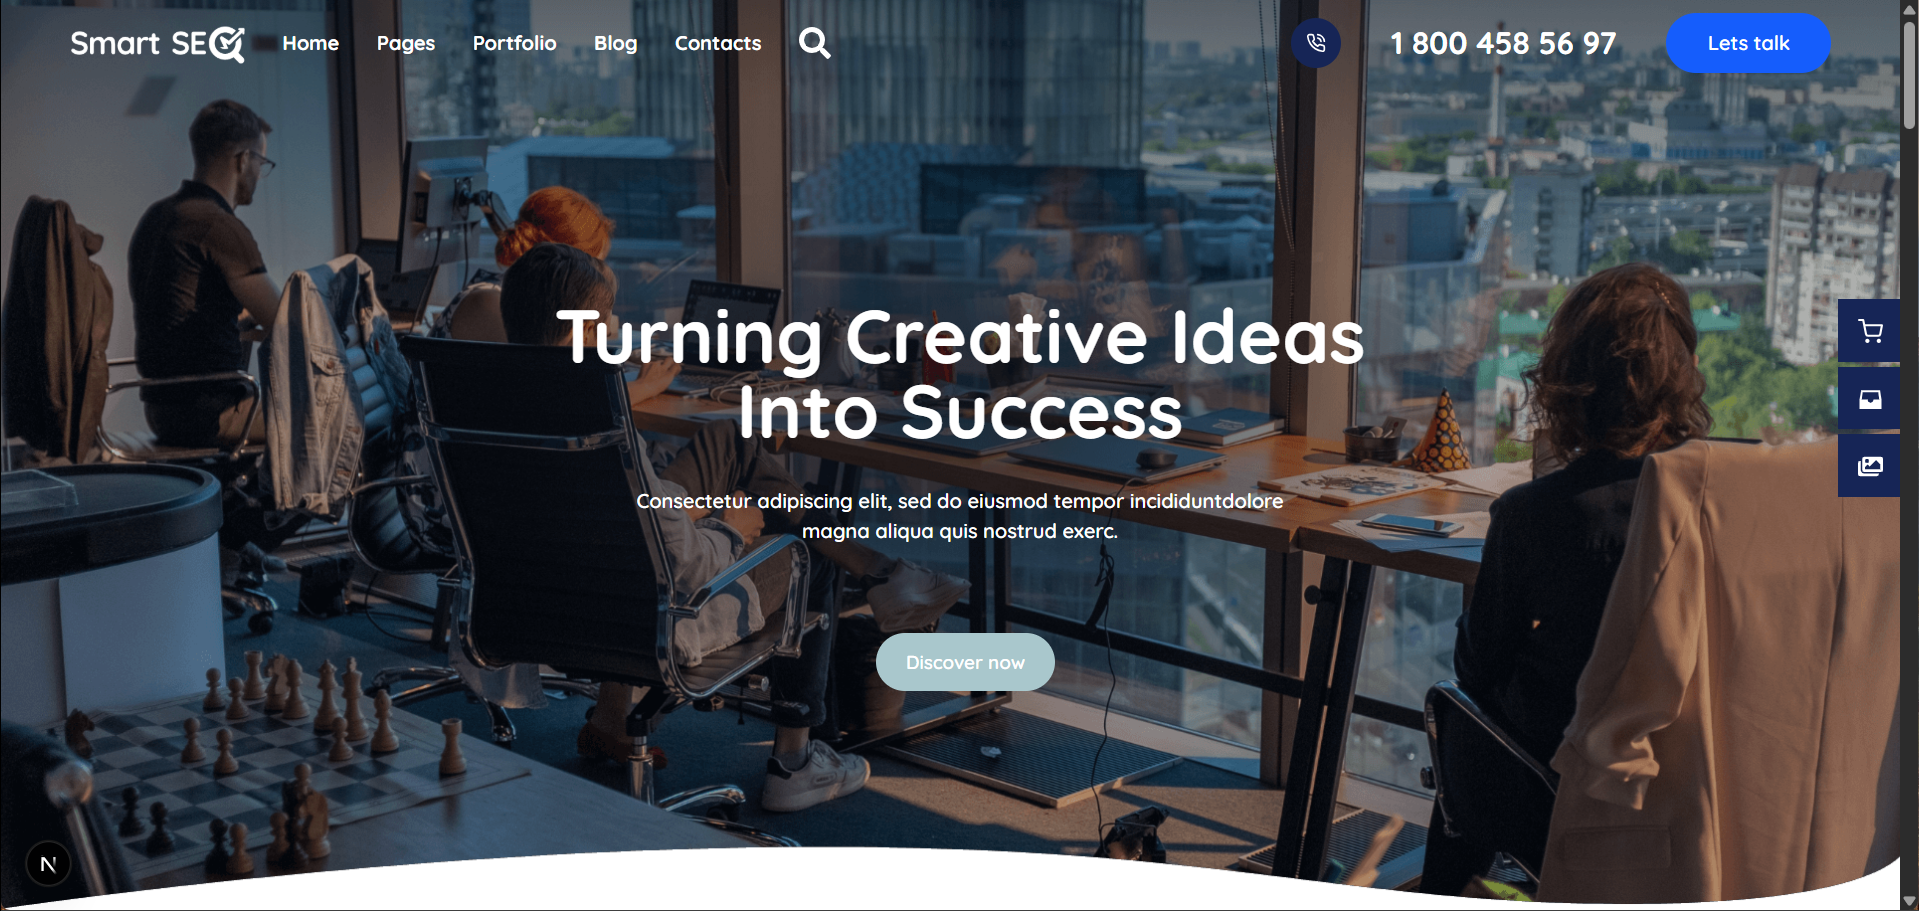 Smart SEO
Home Pages Portfolio Blog Contacts
1 800 458 56 97
Lets talk
Turning Creative Ideas
Into Success
Consectetur adipiscing elit, sed do eiusmod tempor incididuntdolore
magna aliqua quis nostrud exerc.
Discover now
N